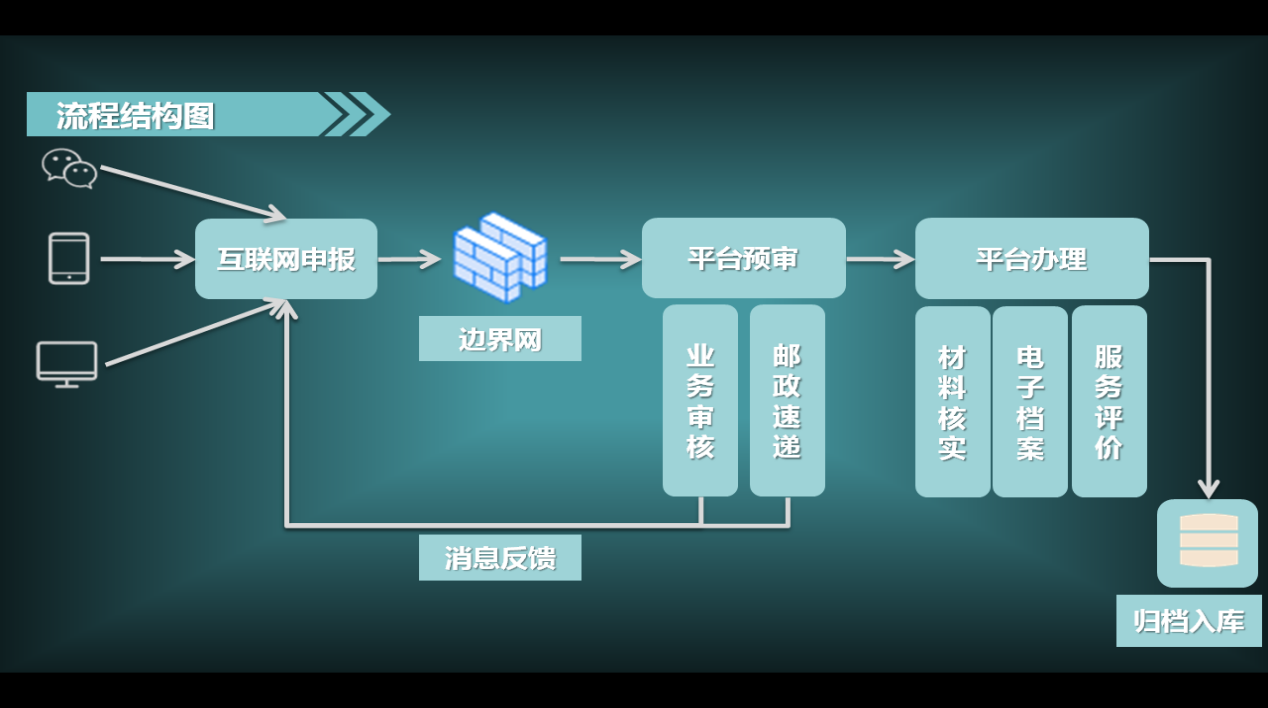 流程结构图
互联网申报
边界网
平台预审
业务审核
邮政速递
平台办理
材料核实
电子档案
服务评价
消息反馈
归档入库